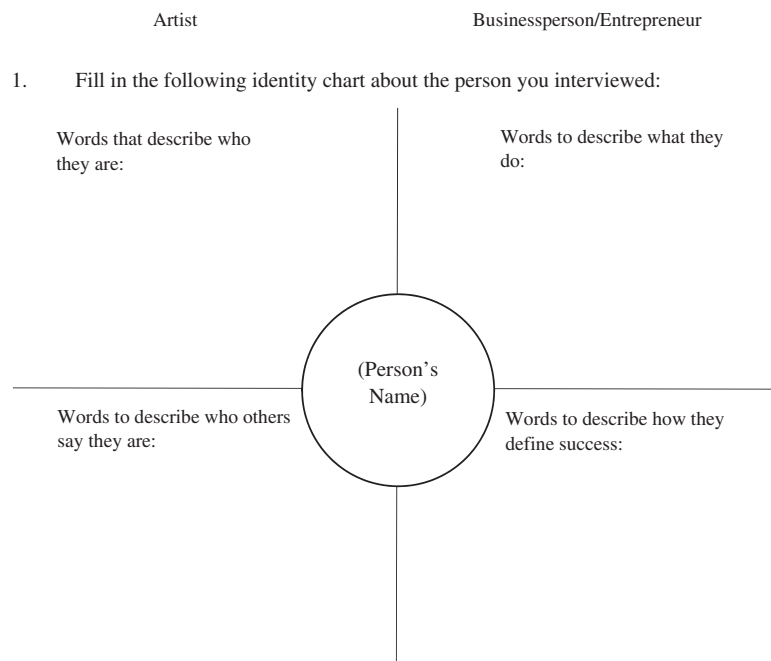 Artist Businessperson/Entrepreneur
1. Fill in the following identity chart about the person you interviewed:
Words that describe who
they are:
Words to describe what they
do:
(Person's
Name)
Words to describe who others
say they are:
Words to describe how they
define success: